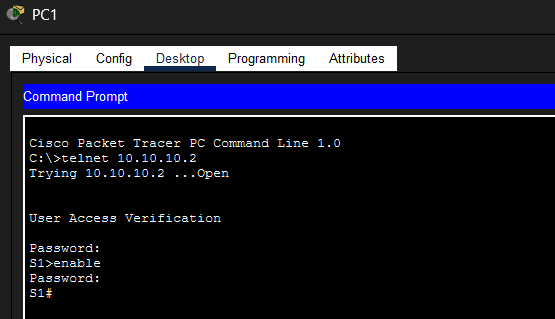 PC1
Physical Config Desktop Programming Attributes
Command Prompt
Cisco Packet Tracer PC Command Line 1.0
C:\>telnet 10.10.10.2
Trying 10.10.10.2 ...Open
User Access Verification
Password:
S1>enable
Password:
S1#